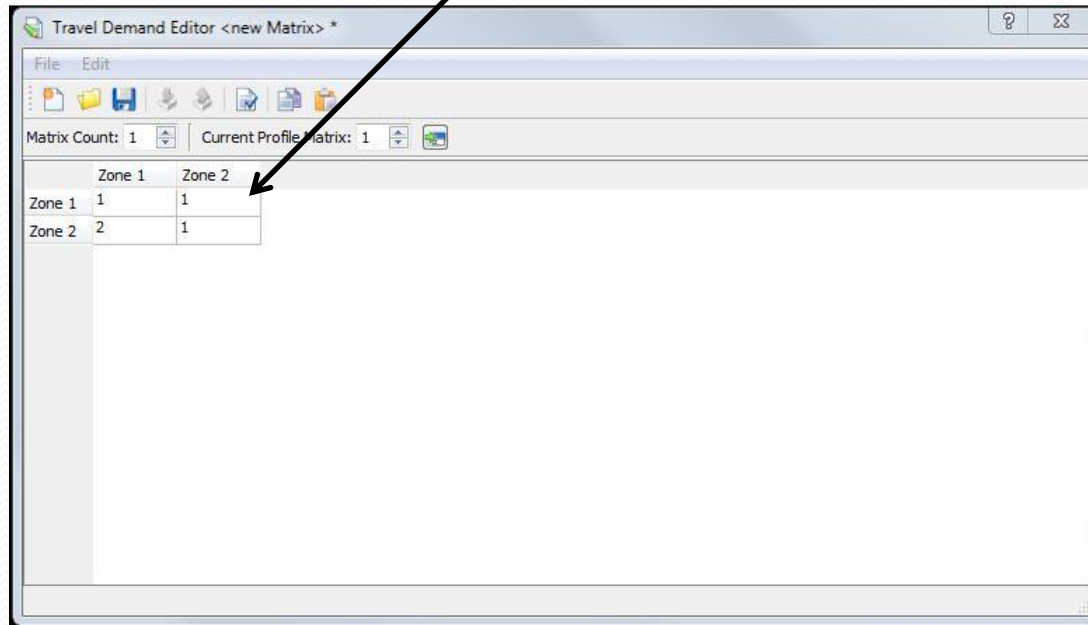 Travel Demand Editor <new Matrix> *
File Edit
Matrix Count: 1 Current Profile Matrix: 1
Zone 1 Zone 2
Zone 1 1 1
Zone 2 2 1